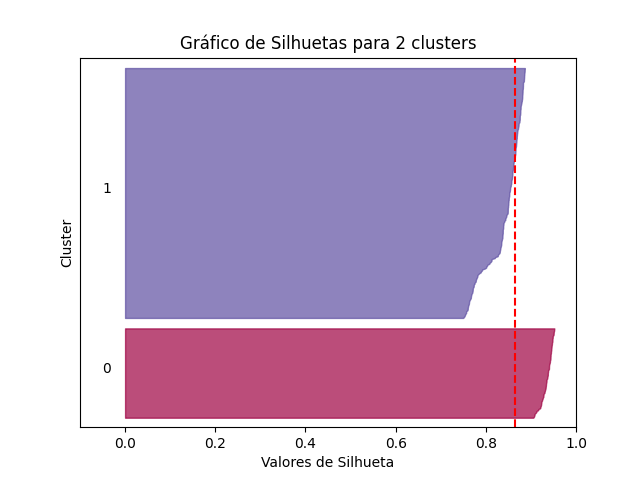 Gráfico de Silhuetas para 2 clusters
Cluster
1
0
0.0 0.2 0.4 0.6 0.8 1.0
Valores de Silhueta